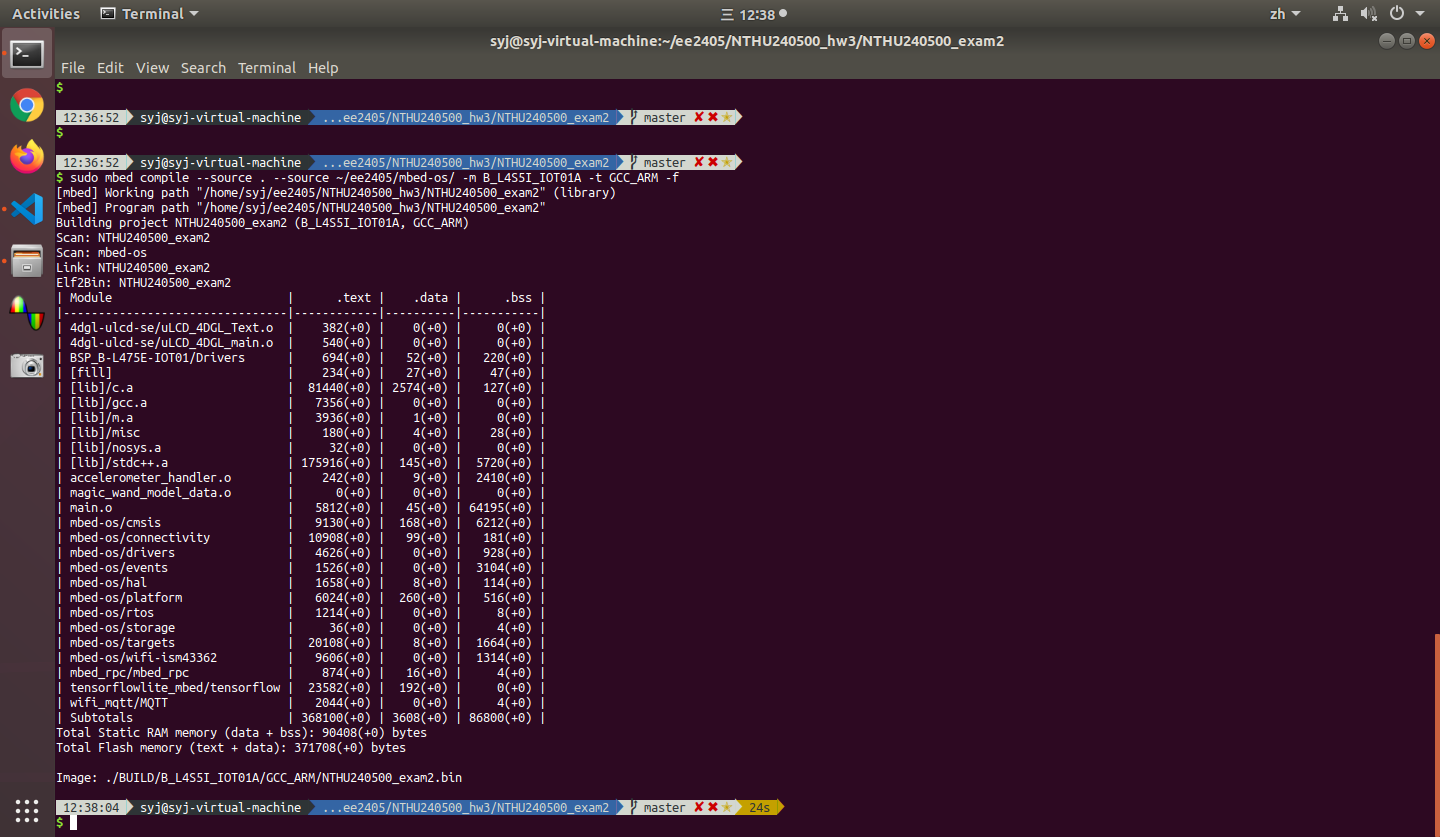 Activities Terminal 三 12:38 zh
syj@syj-virtual-machine:~/ee2405/NTHU240500_hw3/NTHU240500_exam2
File Edit View Search Terminal Help
$
12:36:52 syj@syj-virtual-machine ...ee2405/NTHU240500_hw3/NTHU240500_exam2 master ✘✖★
$
12:36:52 syj@syj-virtual-machine ...ee2405/NTHU240500_hw3/NTHU240500_exam2 master ✘✖★
$ sudo mbed compile --source . --source ~/ee2405/mbed-os/ -m B_L4S5I_IOT01A -t GCC_ARM -f
[mbed] Working path "/home/syj/ee2405/NTHU240500_hw3/NTHU240500_exam2" (library)
[mbed] Program path "/home/syj/ee2405/NTHU240500_hw3/NTHU240500_exam2"
Building project NTHU240500_exam2 (B_L4S5I_IOT01A, GCC_ARM)
Scan: NTHU240500_exam2
Scan: mbed-os
Link: NTHU240500_exam2
Elf2Bin: NTHU240500_exam2
| Module | .text | .data | .bss |
|--------------------------------|------------|----------|-----------|
| 4dgl-ulcd-se/uLCD_4DGL_Text.o | 382(+0) | 0(+0) | 0(+0) |
| 4dgl-ulcd-se/uLCD_4DGL_main.o | 540(+0) | 0(+0) | 0(+0) |
| BSP_B-L475E-IOT01/Drivers | 694(+0) | 52(+0) | 220(+0) |
| [fill] | 234(+0) | 27(+0) | 47(+0) |
| [lib]/c.a | 81440(+0) | 2574(+0) | 127(+0) |
| [lib]/gcc.a | 7356(+0) | 0(+0) | 0(+0) |
| [lib]/m.a | 3936(+0) | 1(+0) | 0(+0) |
| [lib]/misc | 180(+0) | 4(+0) | 28(+0) |
| [lib]/nosys.a | 32(+0) | 0(+0) | 0(+0) |
| [lib]/stdc++.a | 175916(+0) | 145(+0) | 5720(+0) |
| accelerometer_handler.o | 242(+0) | 9(+0) | 2410(+0) |
| magic_wand_model_data.o | 0(+0) | 0(+0) | 0(+0) |
| main.o | 5812(+0) | 45(+0) | 64195(+0) |
| mbed-os/cmsis | 9130(+0) | 168(+0) | 6212(+0) |
| mbed-os/connectivity | 10908(+0) | 99(+0) | 181(+0) |
| mbed-os/drivers | 4626(+0) | 0(+0) | 928(+0) |
| mbed-os/events | 1526(+0) | 0(+0) | 3104(+0) |
| mbed-os/hal | 1658(+0) | 8(+0) | 114(+0) |
| mbed-os/platform | 6024(+0) | 260(+0) | 516(+0) |
| mbed-os/rtos | 1214(+0) | 0(+0) | 8(+0) |
| mbed-os/storage | 36(+0) | 0(+0) | 4(+0) |
| mbed-os/targets | 20108(+0) | 8(+0) | 1664(+0) |
| mbed-os/wifi-ism43362 | 9606(+0) | 0(+0) | 1314(+0) |
| mbed_rpc/mbed_rpc | 874(+0) | 16(+0) | 4(+0) |
| tensorflowlite_mbed/tensorflow | 23582(+0) | 192(+0) | 0(+0) |
| wifi_mqtt/MQTT | 2044(+0) | 0(+0) | 4(+0) |
| Subtotals | 368100(+0) | 3608(+0) | 86800(+0) |
Total Static RAM memory (data + bss): 90408(+0) bytes
Total Flash memory (text + data): 371708(+0) bytes
Image: ./BUILD/B_L4S5I_IOT01A/GCC_ARM/NTHU240500_exam2.bin
12:38:04 syj@syj-virtual-machine ...ee2405/NTHU240500_hw3/NTHU240500_exam2 master ✘✖★ 24s
$